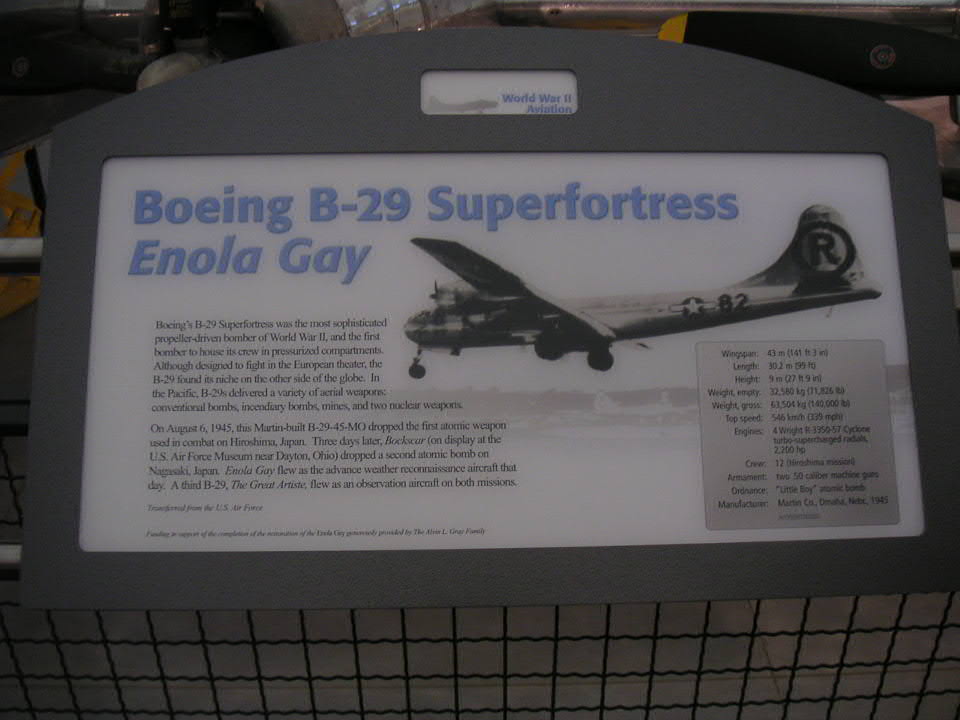 World War II
Aviation
Boeing B-29 Superfortress
Enola Gay
R
82
Boeing's B-29 Superfortress was the most sophisticated
propeller-driven bomber of World War II, and the first
bomber to house its crew in pressurized compartments.
Although designed to fight in the European theater, the
B-29 found its niche on the other side of the globe. In
the Pacific, B-29s delivered a variety of aerial weapons:
conventional bombs, incendiary bombs, mines, and two nuclear weapons.
On August 6, 1945, this Martin-built B-29-45-MO dropped the first atomic weapon
used in combat on Hiroshima, Japan. Three days later, Bockscar (on display at the
U.S. Air Force Museum near Dayton, Ohio) dropped a second atomic bomb on
Nagasaki, Japan. Enola Gay flew as the advance weather reconnaissance aircraft that
day. A third B-29, The Great Artiste, flew as an observation aircraft on both missions.
Transferred from the U.S. Air Force
Funding in support of the completion of the restoration of the Enola Gay generously provided by The Alvin L. Gray Family
Wingspan: 43 m (141 ft 3 in)
Length: 30.2 m (99 ft)
Height: 9 m (27 ft 9 in)
Weight, empty: 32,580 kg (71,826 lb)
Weight, gross: 63,504 kg (140,000 lb)
Top speed: 546 km/h (339 mph)
Engines: 4 Wright R-3350-57 Cyclone
turbo-supercharged radials,
2,200 hp
Crew: 12 (Hiroshima mission)
Armament: two .50 caliber machine guns
Ordnance: "Little Boy" atomic bomb
Manufacturer: Martin Co., Omaha, Nebr., 1945